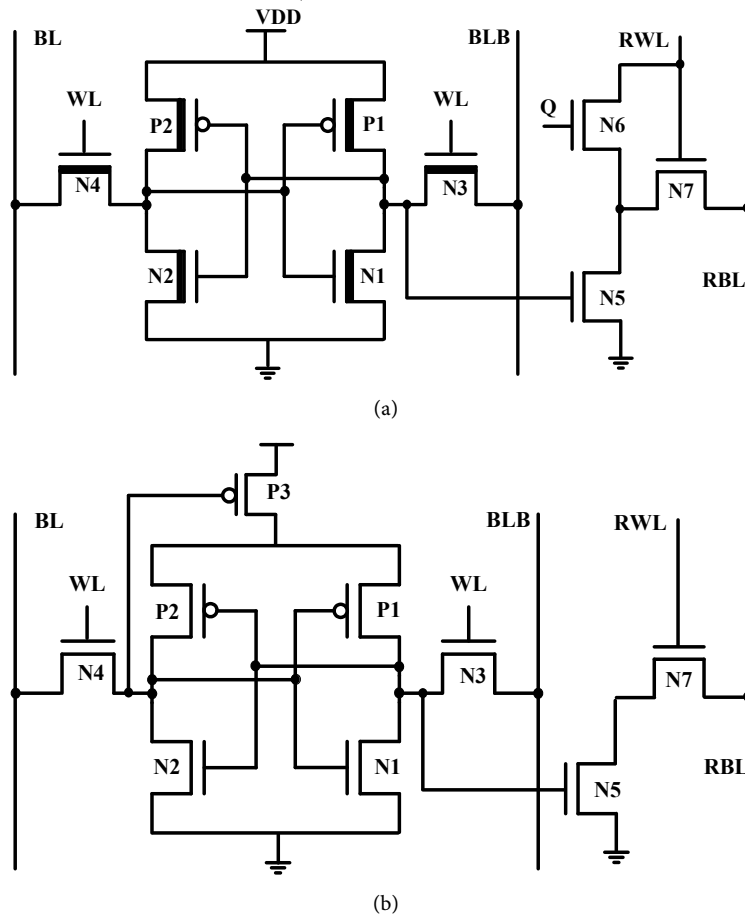 VDD
BL
BLB
RWL
WL
WL
P2
P1
Q
N6
N4
N3
N7
N2
N1
N5
RBL
(a)
P3
BL
BLB
RWL
WL
WL
P2
P1
N4
N3
N7
N2
N1
N5
RBL
(b)